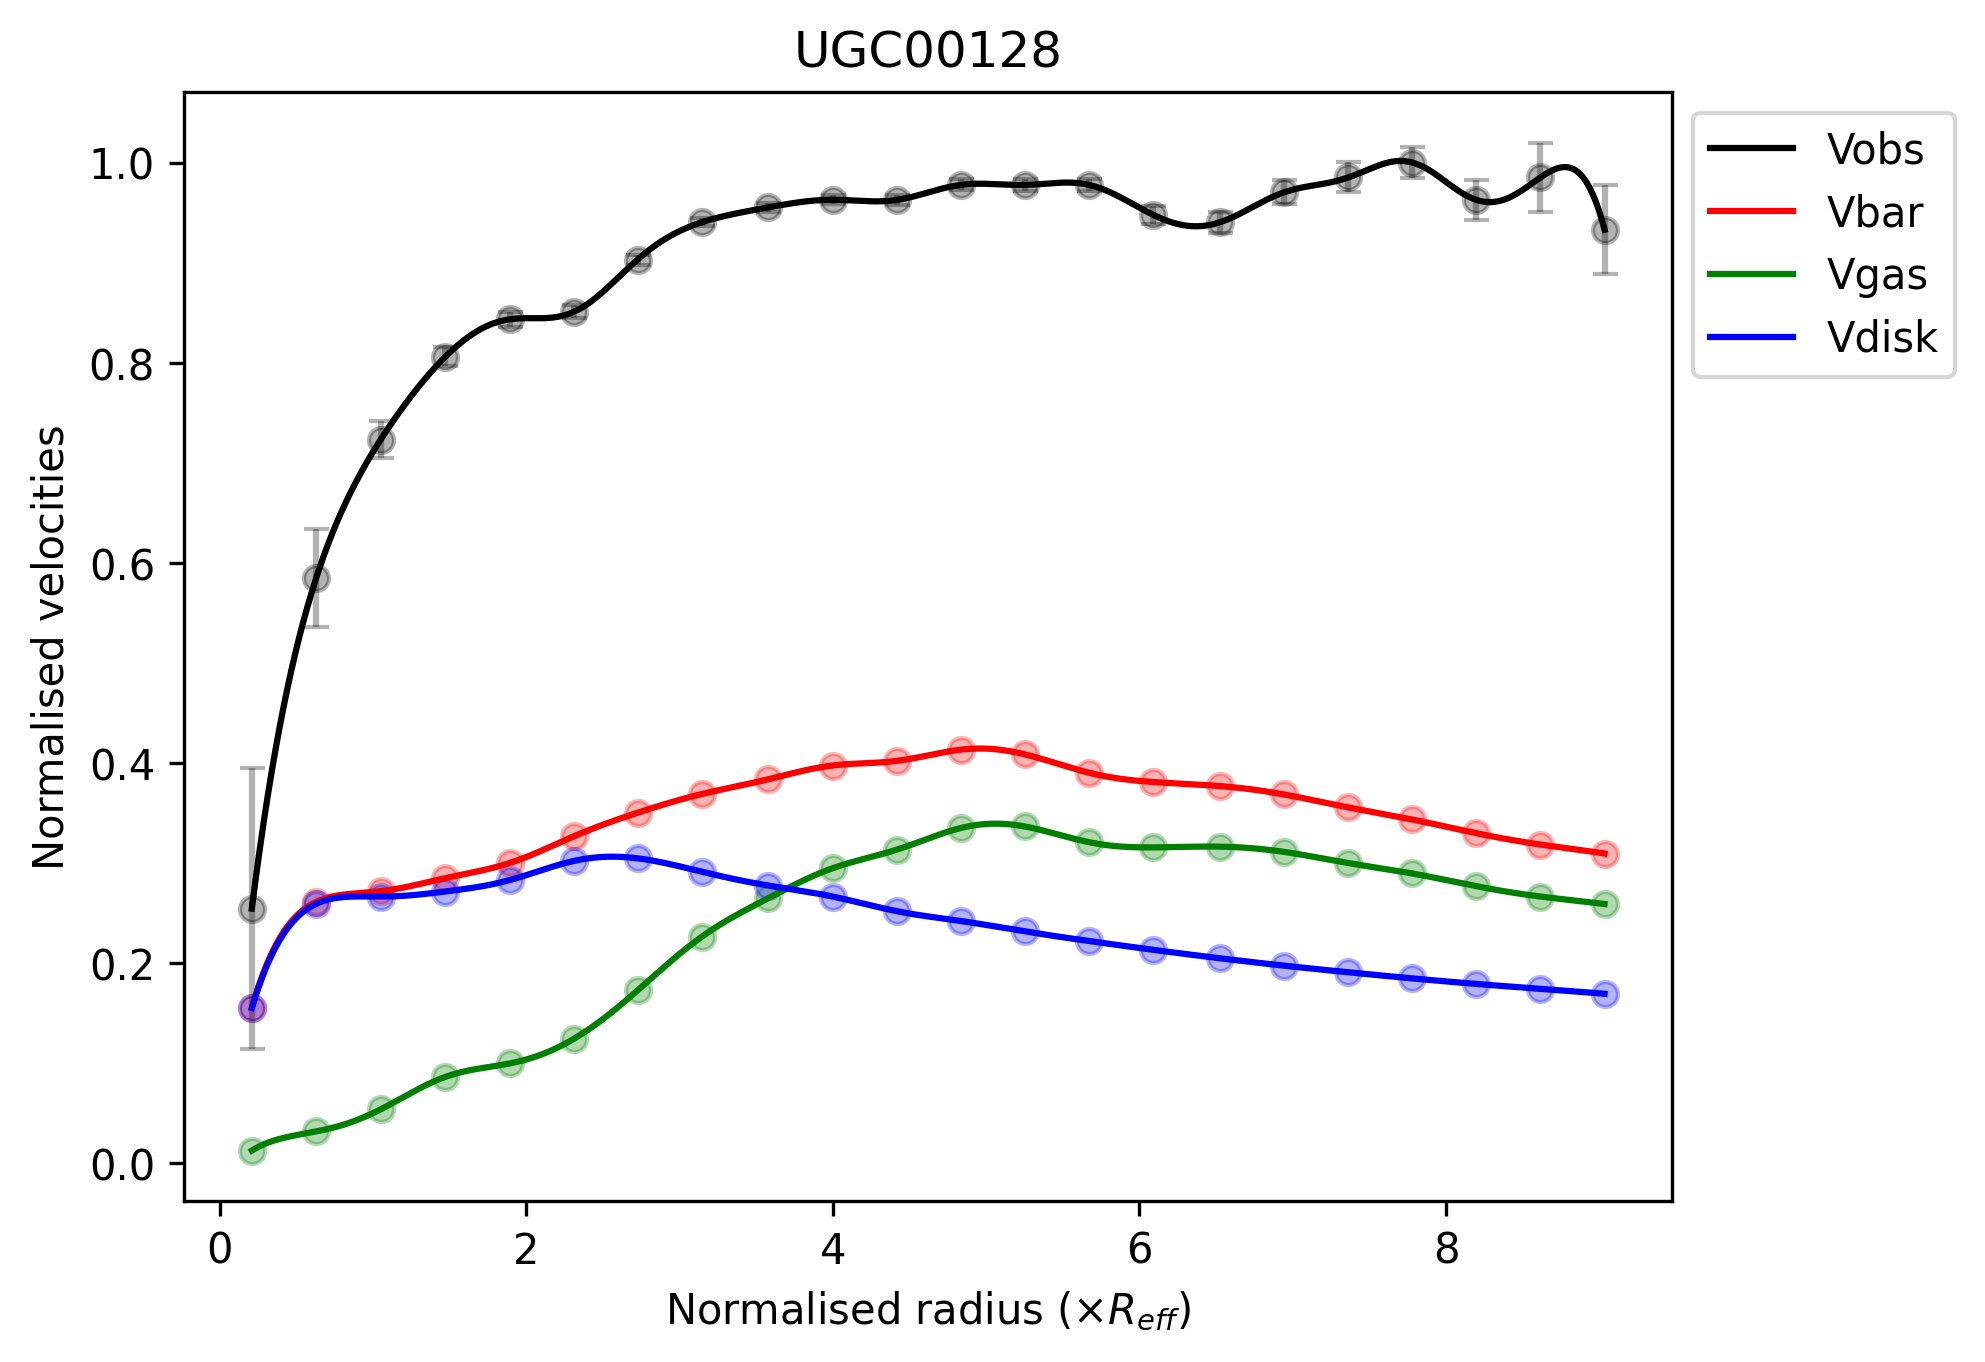 UGC00128
Normalised velocities
1.0
0.8
0.6
0.4
0.2
0.0
0 2 4 6 8
Normalised radius (×R_eff)
Vobs
Vbar
Vgas
Vdisk